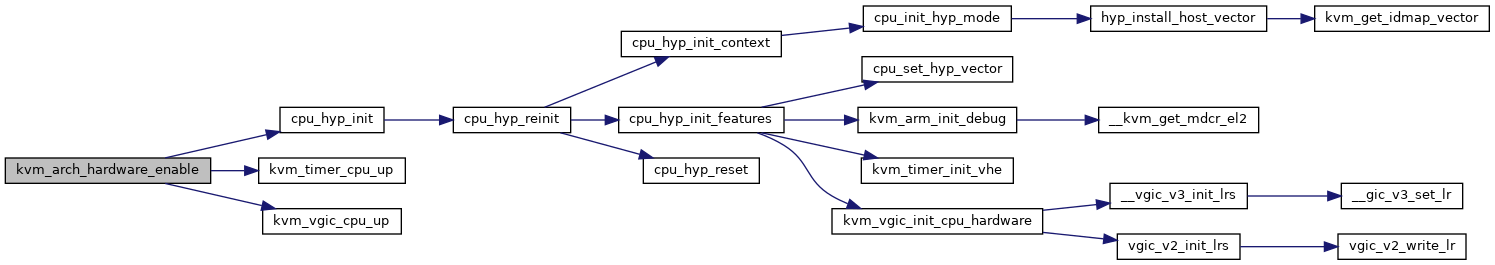 kvm_arch_hardware_enable
cpu_hyp_init
kvm_timer_cpu_up
kvm_vgic_cpu_up
cpu_hyp_reinit
cpu_hyp_init_context
cpu_hyp_init_features
cpu_hyp_reset
cpu_init_hyp_mode
cpu_set_hyp_vector
kvm_arm_init_debug
kvm_timer_init_vhe
kvm_vgic_init_cpu_hardware
hyp_install_host_vector
__kvm_get_mdcr_el2
__vgic_v3_init_lrs
vgic_v2_init_lrs
kvm_get_idmap_vector
__gic_v3_set_lr
vgic_v2_write_lr